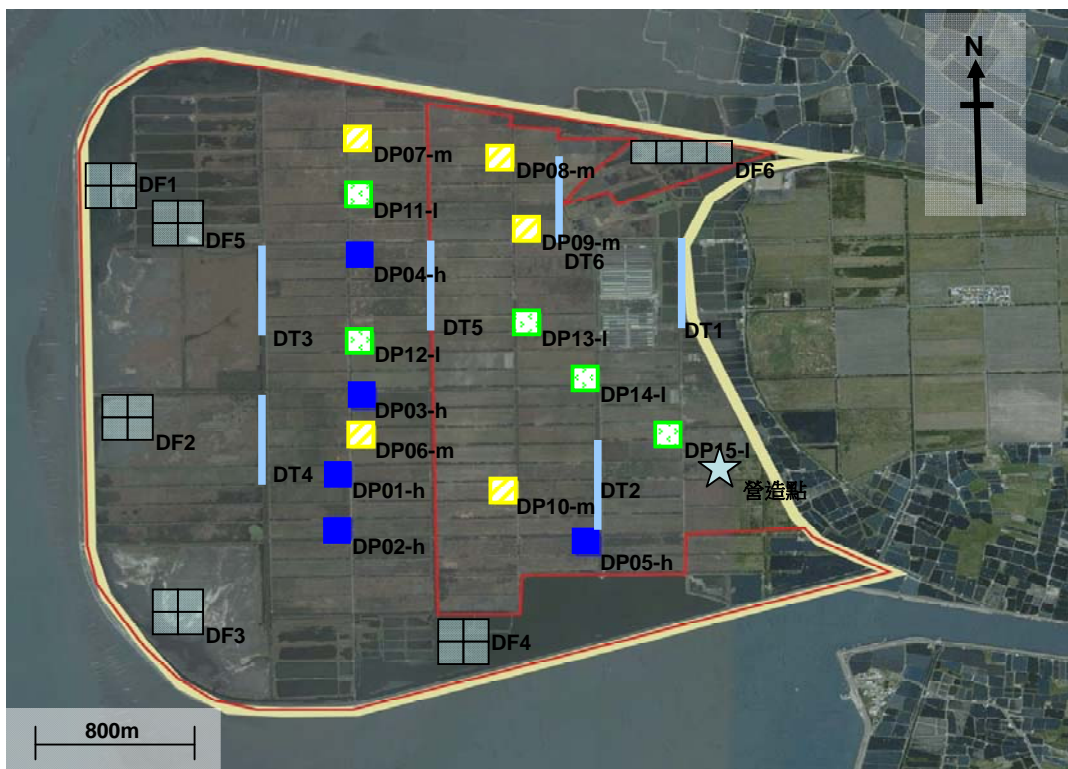 N
DP07-m
DP08-m
DF6
DF1
DP11-l
DF5
DP09-m
DT6
DP04-h
DT3
DT5
DP13-l
DT1
DP12-l
DP14-l
DP03-h
DF2
DP06-m
DP15-l
DT4
DP01-h
DT2
營造點
DP10-m
DP02-h
DP05-h
DF3
DF4
800m